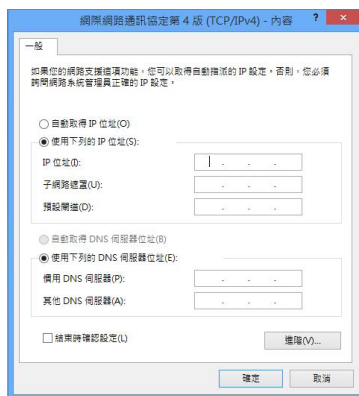 網際網路通訊協定第 4 版 (TCP/IPv4) - 內容
?
一般
如果您的網路支援這項功能，您可以取得自動指派的 IP 設定。否則，您必須
詢問網路系統管理員正確的 IP 設定。
自動取得 IP 位址(O)
使用下列的 IP 位址(S):
IP 位址(I):
子網路遮罩(U):
預設閘道(D):
自動取得 DNS 伺服器位址(B)
使用下列的 DNS 伺服器位址(E):
慣用 DNS 伺服器(P):
其他 DNS 伺服器(A):
結束時確認設定(L)
進階(V)...
確定
取消